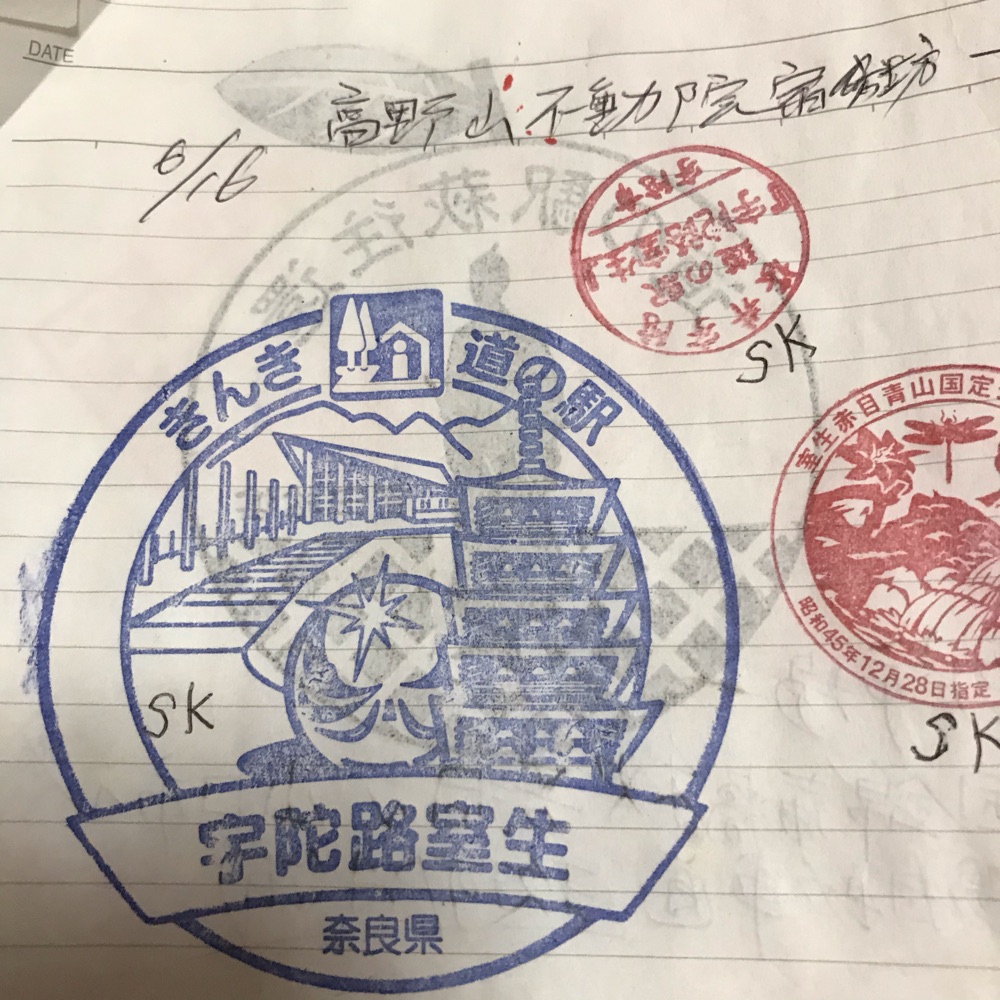 DATE
高野山不動院宿坊
6/16
SK
きんき 道の駅
室生赤目青山国定
昭和45年12月28日指定
SK
SK
宇陀路室生
奈良県